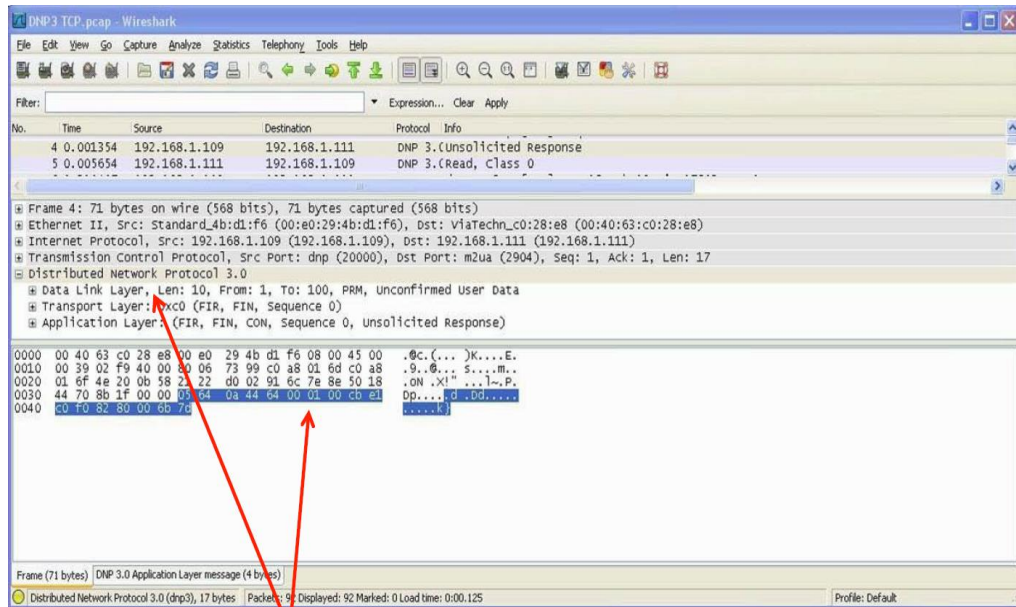 DNP3 TCP.pcap - Wireshark
File Edit View Go Capture Analyze Statistics Telephony Tools Help
Filter: Expression... Clear Apply
No. Time Source Destination Protocol Info
4 0.001354 192.168.1.109 192.168.1.111 DNP 3.( Unsolicited Response
5 0.005654 192.168.1.111 192.168.1.109 DNP 3.( Read, Class 0
Frame 4: 71 bytes on wire (568 bits), 71 bytes captured (568 bits)
Ethernet II, Src: Standard_4b:d1:f6 (00:e0:29:4b:d1:f6), Dst: ViaTechn_c0:28:e8 (00:40:63:c0:28:e8)
Internet Protocol, Src: 192.168.1.109 (192.168.1.109), Dst: 192.168.1.111 (192.168.1.111)
Transmission Control Protocol, Src Port: dnp (20000), Dst Port: m2ua (2904), Seq: 1, Ack: 1, Len: 17
Distributed Network Protocol 3.0
Data Link Layer, Len: 10, From: 1, To: 100, PRM, Unconfirmed User Data
Transport Layer: 0xc0 (FIR, FIN, Sequence 0)
Application Layer: (FIR, FIN, CON, Sequence 0, Unsolicited Response)
0000 00 40 63 c0 28 e8 00 e0 29 4b d1 f6 08 00 45 00 .@c.(... )K....E.
0010 00 39 02 f9 40 00 80 06 73 99 c0 a8 01 6d c0 a8 .9..@... s....m..
0020 01 6f 4e 20 0b 58 21 22 d0 02 91 6c 7e 8e 50 18 .oN .X!" ...l~.P.
0030 44 70 8b 1f 00 00 05 64 0a 44 64 00 01 00 cb e1 Dp.....d .Dd.....
0040 c0 f0 82 80 00 6b 7d .....k}
Frame (71 bytes) DNP 3.0 Application Layer message (4 bytes)
Distributed Network Protocol 3.0 (dnp3), 17 bytes Packets: 92 Displayed: 92 Marked: 0 Load time: 0:00.125 Profile: Default